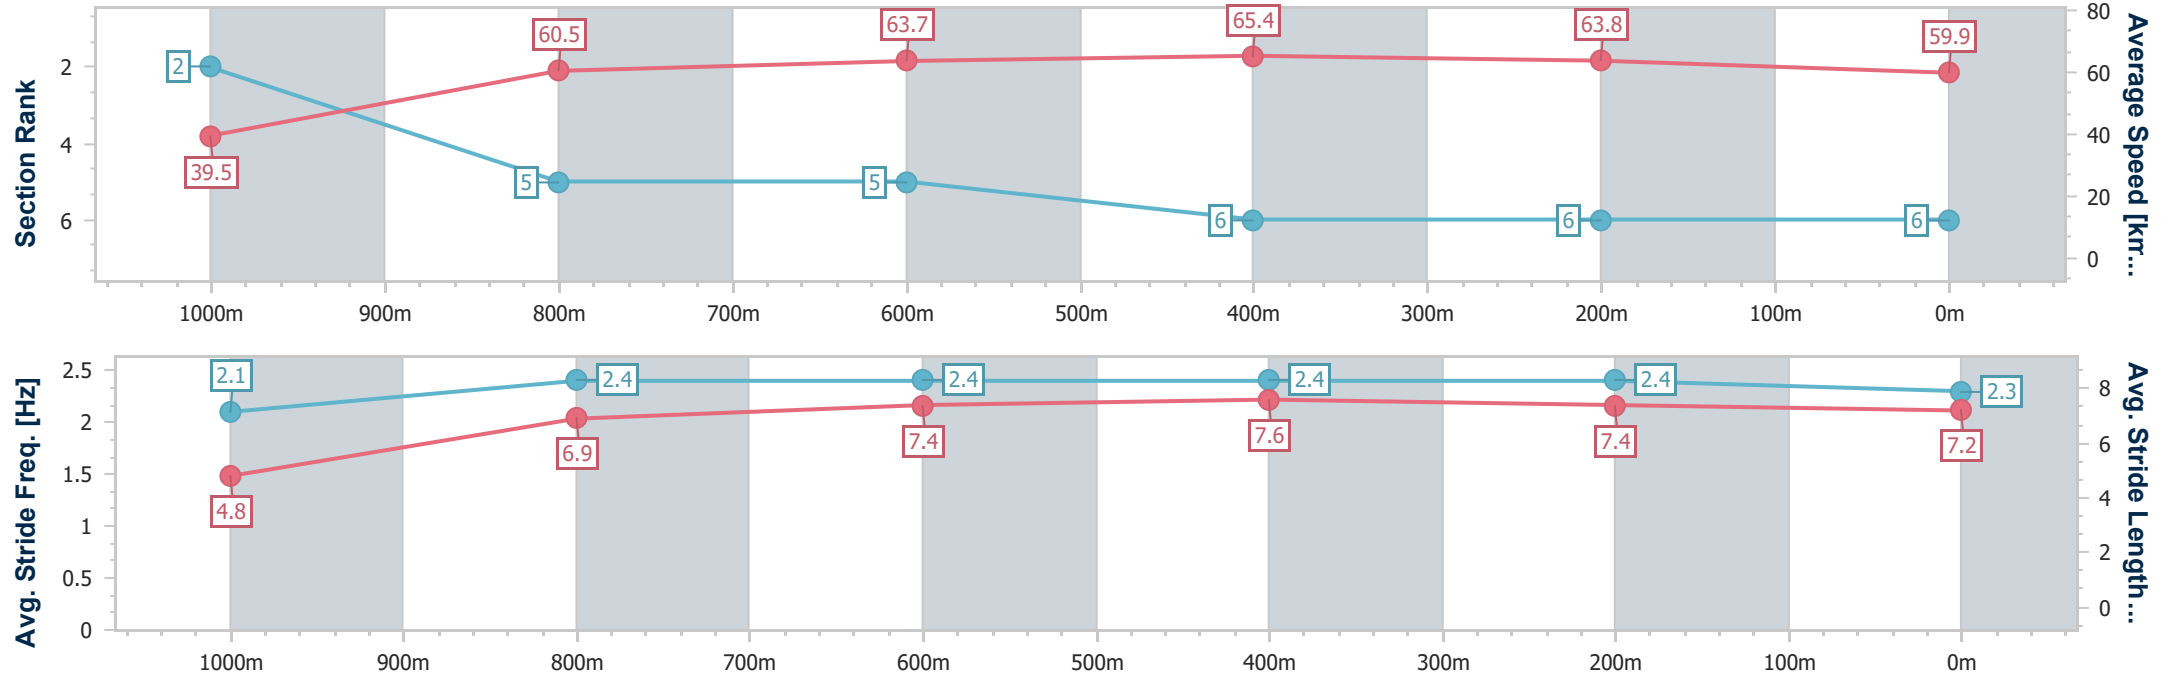 Section Rank
2
4
6
2
5
5
6
6
6
39.5
60.5
63.7
65.4
63.8
59.9
80
60
40
20
0
Average Speed [km...
1000m
900m
800m
700m
600m
500m
400m
300m
200m
100m
0m
Avg. Stride Freq. [Hz]
2.5
2
1.5
1
0.5
0
2.1
2.4
2.4
2.4
2.4
2.3
4.8
6.9
7.4
7.6
7.4
7.2
8
6
4
2
0
Avg. Stride Length...
1000m
900m
800m
700m
600m
500m
400m
300m
200m
100m
0m